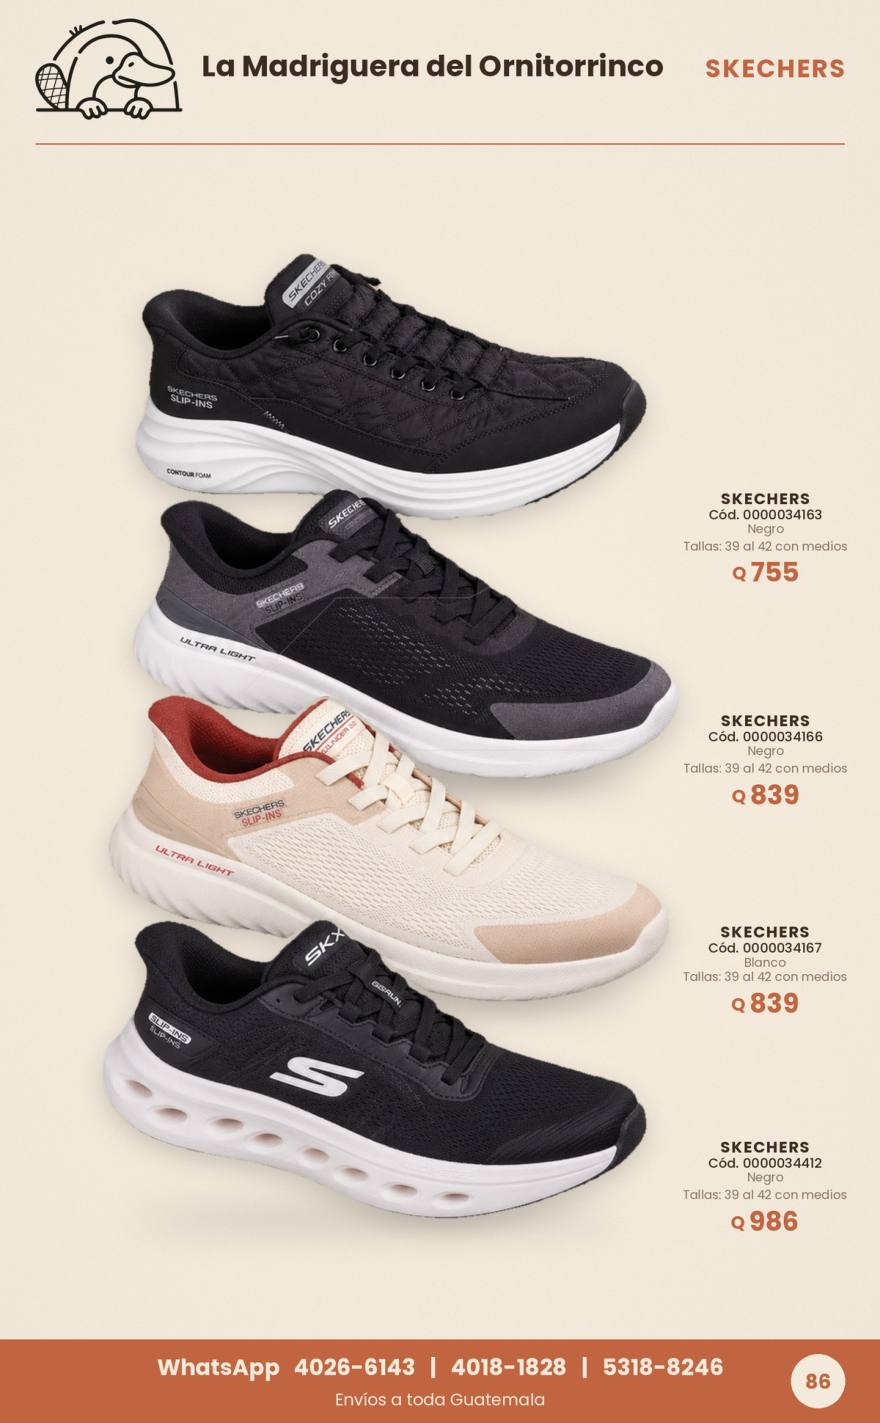 La Madriguera del Ornitorrinco
SKECHERS
SKECHERS
COZY
SKECHERS
SLIP-INS
CONTOUR FOAM
SKECHERS
Cód. 0000034163
Negro
Tallas: 39 al 42 con medios
Q 755
SKECHERS
SKECHERS
SLIP-INS
ULTRA LIGHT
SKECHERS
Cód. 0000034166
Negro
Tallas: 39 al 42 con medios
Q 839
SKECHERS
SKECHERS
SLIP-INS
ULTRA LIGHT
SKECHERS
Cód. 0000034167
Blanco
Tallas: 39 al 42 con medios
Q 839
SKX
GORUN
SLIP-INS
SLIP-INS
S
SKECHERS
Cód. 0000034412
Negro
Tallas: 39 al 42 con medios
Q 986
WhatsApp 4026-6143 | 4018-1828 | 5318-8246
Envíos a toda Guatemala
86